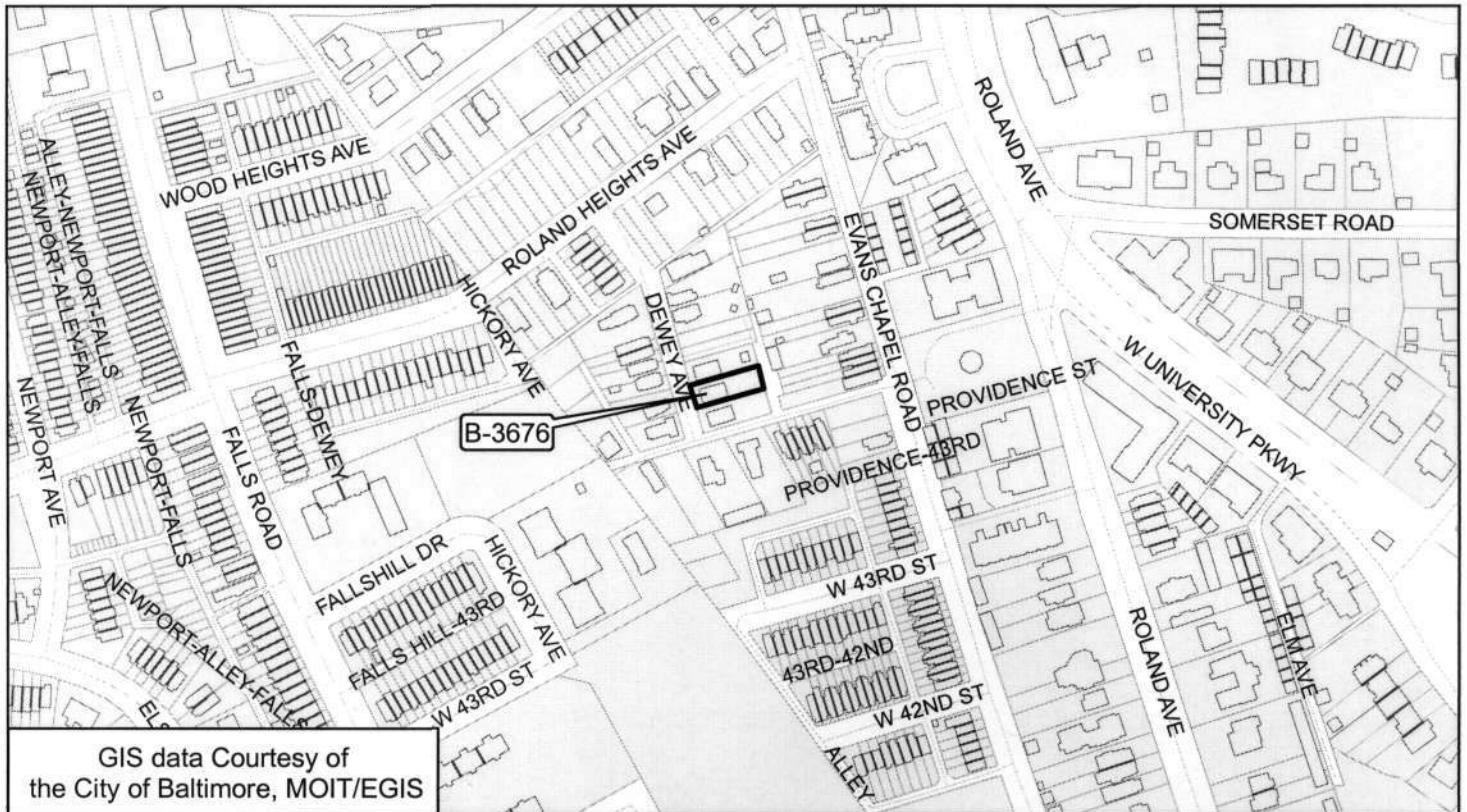 ROLAND AVE
WOOD HEIGHTS AVE
ROLAND HEIGHTS AVE
ALLEY-NEWPORT-FALLS
NEWPORT-ALLEY-FALLS
EVANS CHAPEL ROAD
SOMERSET ROAD
HICKORY AVE
DEWEY AVE
FALLS-DEWEY
NEWPORT AVE
NEWPORT-FALLS
FALLS ROAD
B-3676
PROVIDENCE ST
W UNIVERSITY PKWY
PROVIDENCE-43RD
FALLSHILL DR
HICKORY AVE
FALLS HILL-43RD
W 43RD ST
NEWPORT-ALLEY-FALLS
W 43RD ST
43RD-42ND
W 42ND ST
ALLEY
ROLAND AVE
ELM AVE
GIS data Courtesy of
the City of Baltimore, MOIT/EGIS